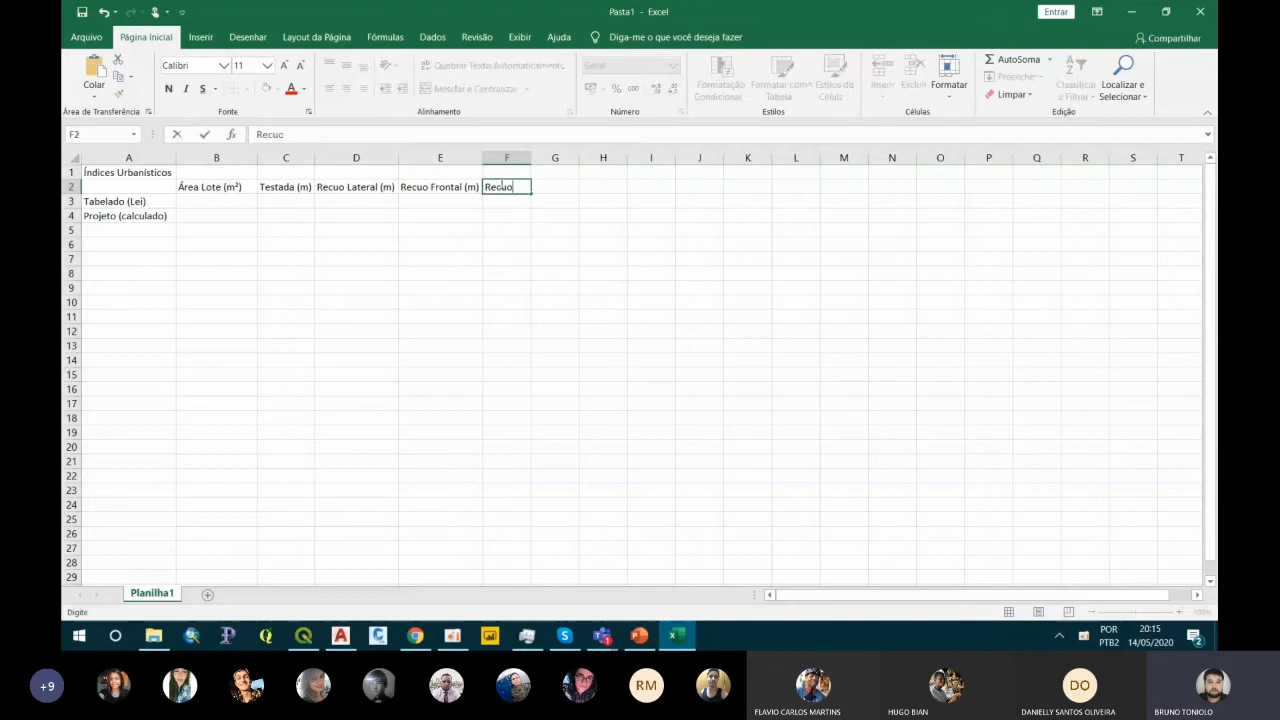 Pasta1 - Excel
Entrar
Arquivo Página Inicial Inserir Desenhar Layout da Página Fórmulas Dados Revisão Exibir Ajuda Diga-me o que você deseja fazer
Compartilhar
Colar
Calibri 11
N I S
Quebrar Texto Automaticamente
Mesclar e Centralizar
Geral
% 000
Formatação Condicional
Formatar como Tabela
Estilos de Célula
Inserir Excluir Formatar
AutoSoma
Preencher
Limpar
Classificar e Filtrar
Localizar e Selecionar
Área de Transferência Fonte Alinhamento Número Estilos Células Edição
F2 fx Recuo
A B C D E F G H I J K L M N O P Q R S T
1 Índices Urbanísticos
2 Área Lote (m²) Testada (m) Recuo Lateral (m) Recuo Frontal (m) Recuo
3 Tabelado (Lei)
4 Projeto (calculado)
5
6
7
8
9
10
11
12
13
14
15
16
17
18
19
20
21
22
23
24
25
26
27
28
29
Planilha1
Digite
100%
POR
PTB2
20:15
14/05/2020
2
+9
RM
DO
FLAVIO CARLOS MARTINS
HUGO BIAN
DANIELLY SANTOS OLIVEIRA
BRUNO TONIOLO